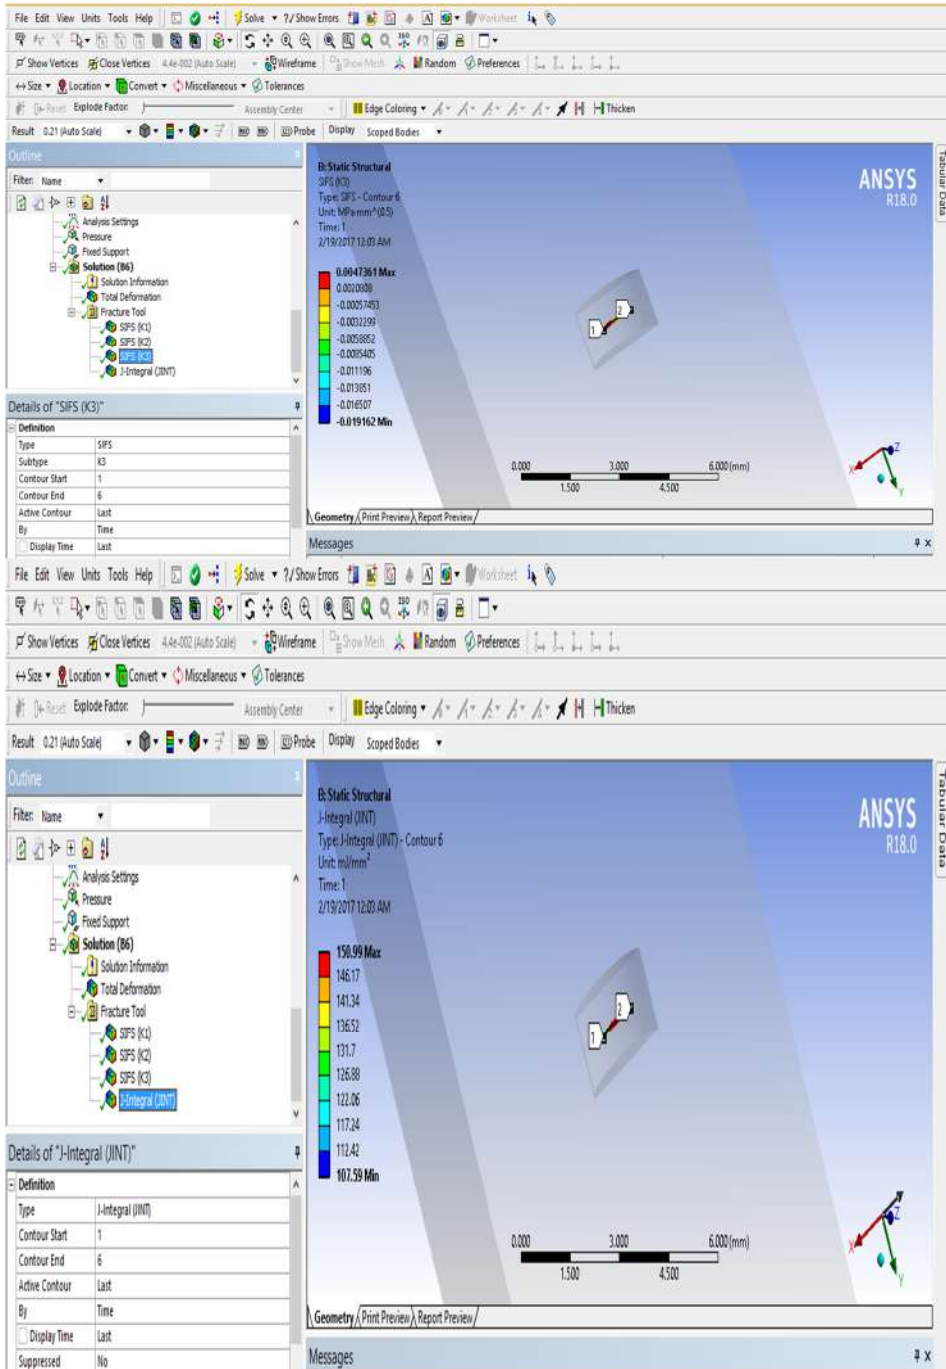 File Edit View Units Tools Help Solve ?/Show Errors Worksheet
Show Vertices Close Vertices 4.4e-002 (Auto Scale) Wireframe Show Mesh Random Preferences
Size Location Convert Miscellaneous Tolerances
Reset Explode Factor: Assembly Center Edge Coloring Thicken
Result 0.21 (Auto Scale) Probe Display Scoped Bodies
Outline
Filter: Name
Analysis Settings
Pressure
Fixed Support
Solution (B6)
Solution Information
Total Deformation
Fracture Tool
SIFS (K1)
SIFS (K2)
SIFS (K3)
J-Integral (JINT)
Details of "SIFS (K3)"
Definition
Type SIFS
Subtype K3
Contour Start 1
Contour End 6
Active Contour Last
By Time
Display Time Last
B: Static Structural
SIFS (K3)
Type: SIFS - Contour 6
Unit: MPa·mm^(0.5)
Time: 1
2/19/2017 12:03 AM
0.0047361 Max
0.0020808
-0.00057453
-0.0032299
-0.0058852
-0.0085405
-0.011196
-0.013851
-0.016507
-0.019162 Min
ANSYS
R18.0
Tabular Data
1
2
0.000 3.000 6.000 (mm)
1.500 4.500
X Y Z
Geometry Print Preview Report Preview
Messages
File Edit View Units Tools Help Solve ?/Show Errors Worksheet
ISO
Show Vertices Close Vertices 4.4e-002 (Auto Scale) Wireframe Show Mesh Random Preferences
Size Location Convert Miscellaneous Tolerances
Reset Explode Factor: Assembly Center Edge Coloring Thicken
Result 0.21 (Auto Scale) Probe Display Scoped Bodies
Outline
Filter: Name
Analysis Settings
Pressure
Fixed Support
Solution (B6)
Solution Information
Total Deformation
Fracture Tool
SIFS (K1)
SIFS (K2)
SIFS (K3)
J-Integral (JINT)
Details of "J-Integral (JINT)"
Definition
Type J-Integral (JINT)
Contour Start 1
Contour End 6
Active Contour Last
By Time
Display Time Last
Suppressed No
B: Static Structural
J-Integral (JINT)
Type: J-Integral (JINT) - Contour 6
Unit: mJ/mm²
Time: 1
2/19/2017 12:03 AM
150.99 Max
146.17
141.34
136.52
131.7
126.88
122.06
117.24
112.42
107.59 Min
ANSYS
R18.0
Tabular Data
1
2
0.000 3.000 6.000 (mm)
1.500 4.500
X Y Z
Geometry Print Preview Report Preview
Messages